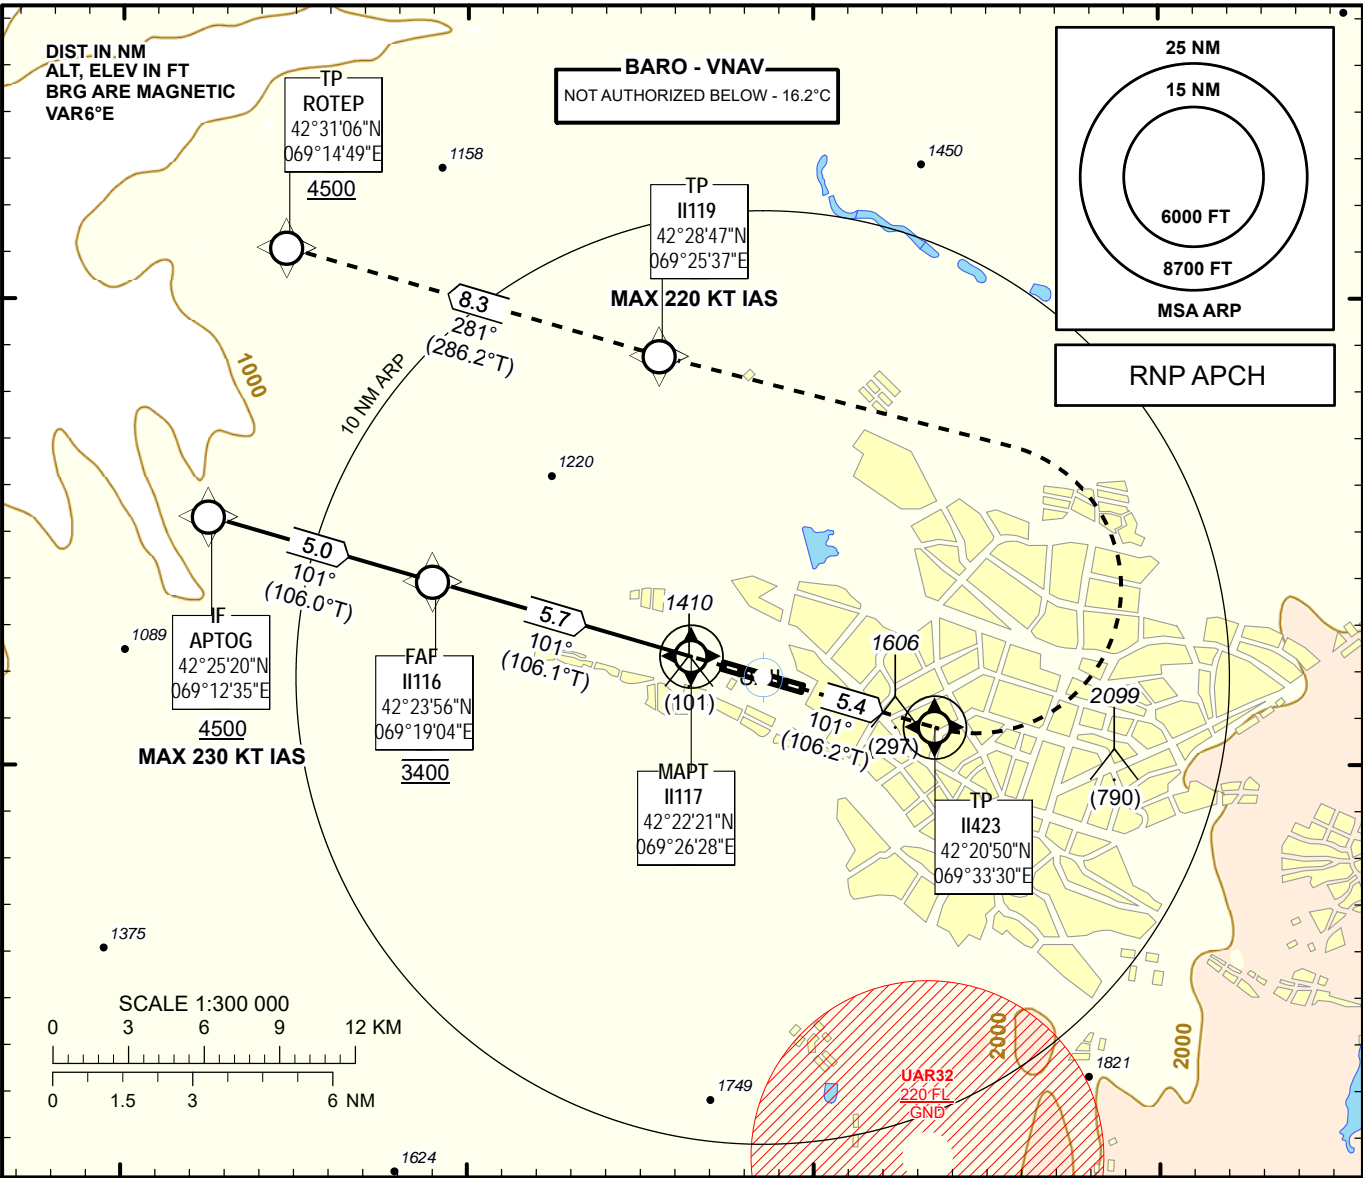 DIST IN NM
ALT, ELEV IN FT
BRG ARE MAGNETIC
VAR6°E
TP
ROTEP
42°31'06"N
069°14'49"E
4500
BARO - VNAV
NOT AUTHORIZED BELOW - 16.2°C
25 NM
15 NM
6000 FT
8700 FT
MSA ARP
RNP APCH
1158
1450
TP
II119
42°28'47"N
069°25'37"E
MAX 220 KT IAS
8.3
281°
(286.2°T)
10 NM ARP
1000
1220
5.0
101°
(106.0°T)
5.7
101°
(106.1°T)
1410
(101)
1089
IF
APTOG
42°25'20"N
069°12'35"E
4500
MAX 230 KT IAS
FAF
II116
42°23'56"N
069°19'04"E
3400
1606
(297)
5.4
101°
(106.2°T)
2099
(790)
MAPT
II117
42°22'21"N
069°26'28"E
TP
II423
42°20'50"N
069°33'30"E
1375
SCALE 1:300 000
0 3 6 9 12 KM
0 1.5 3 6 NM
1749
1624
UAR32
220 FL
GND
2000
2000
1821